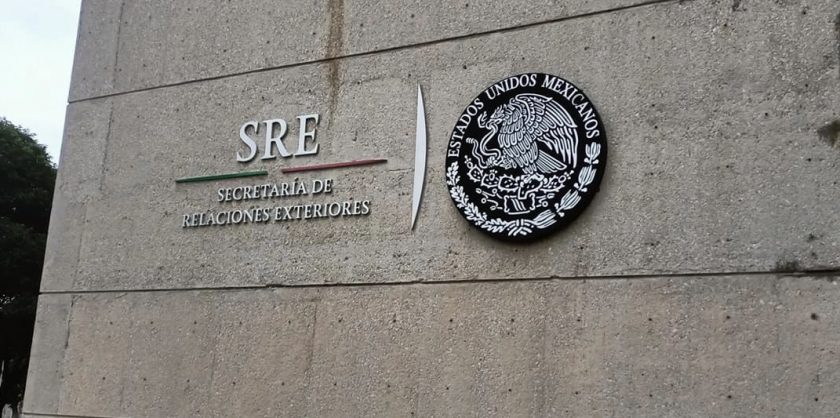 SRE
SECRETARÍA DE
RELACIONES EXTERIORES
ESTADOS UNIDOS MEXICANOS